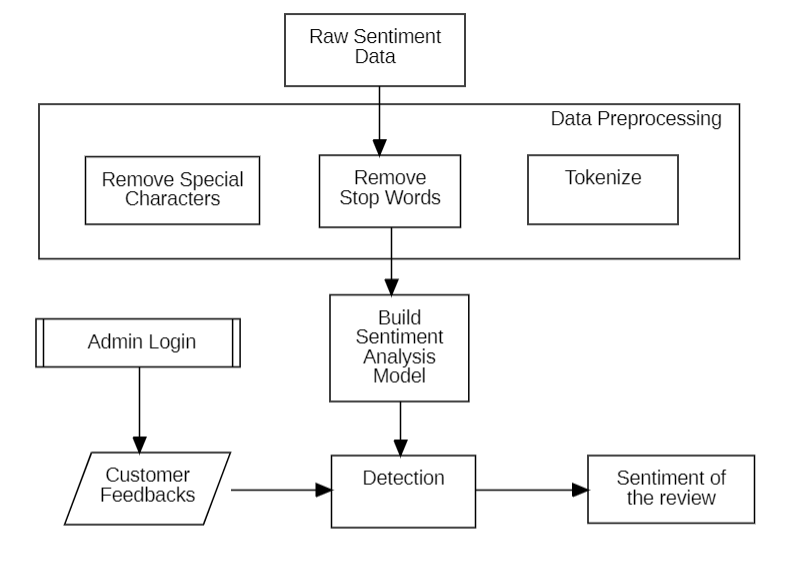 Raw Sentiment
Data
Data Preprocessing
Remove Special
Characters
Remove
Stop Words
Tokenize
Build
Sentiment
Analysis
Model
Admin Login
Customer
Feedbacks
Detection
Sentiment of
the review